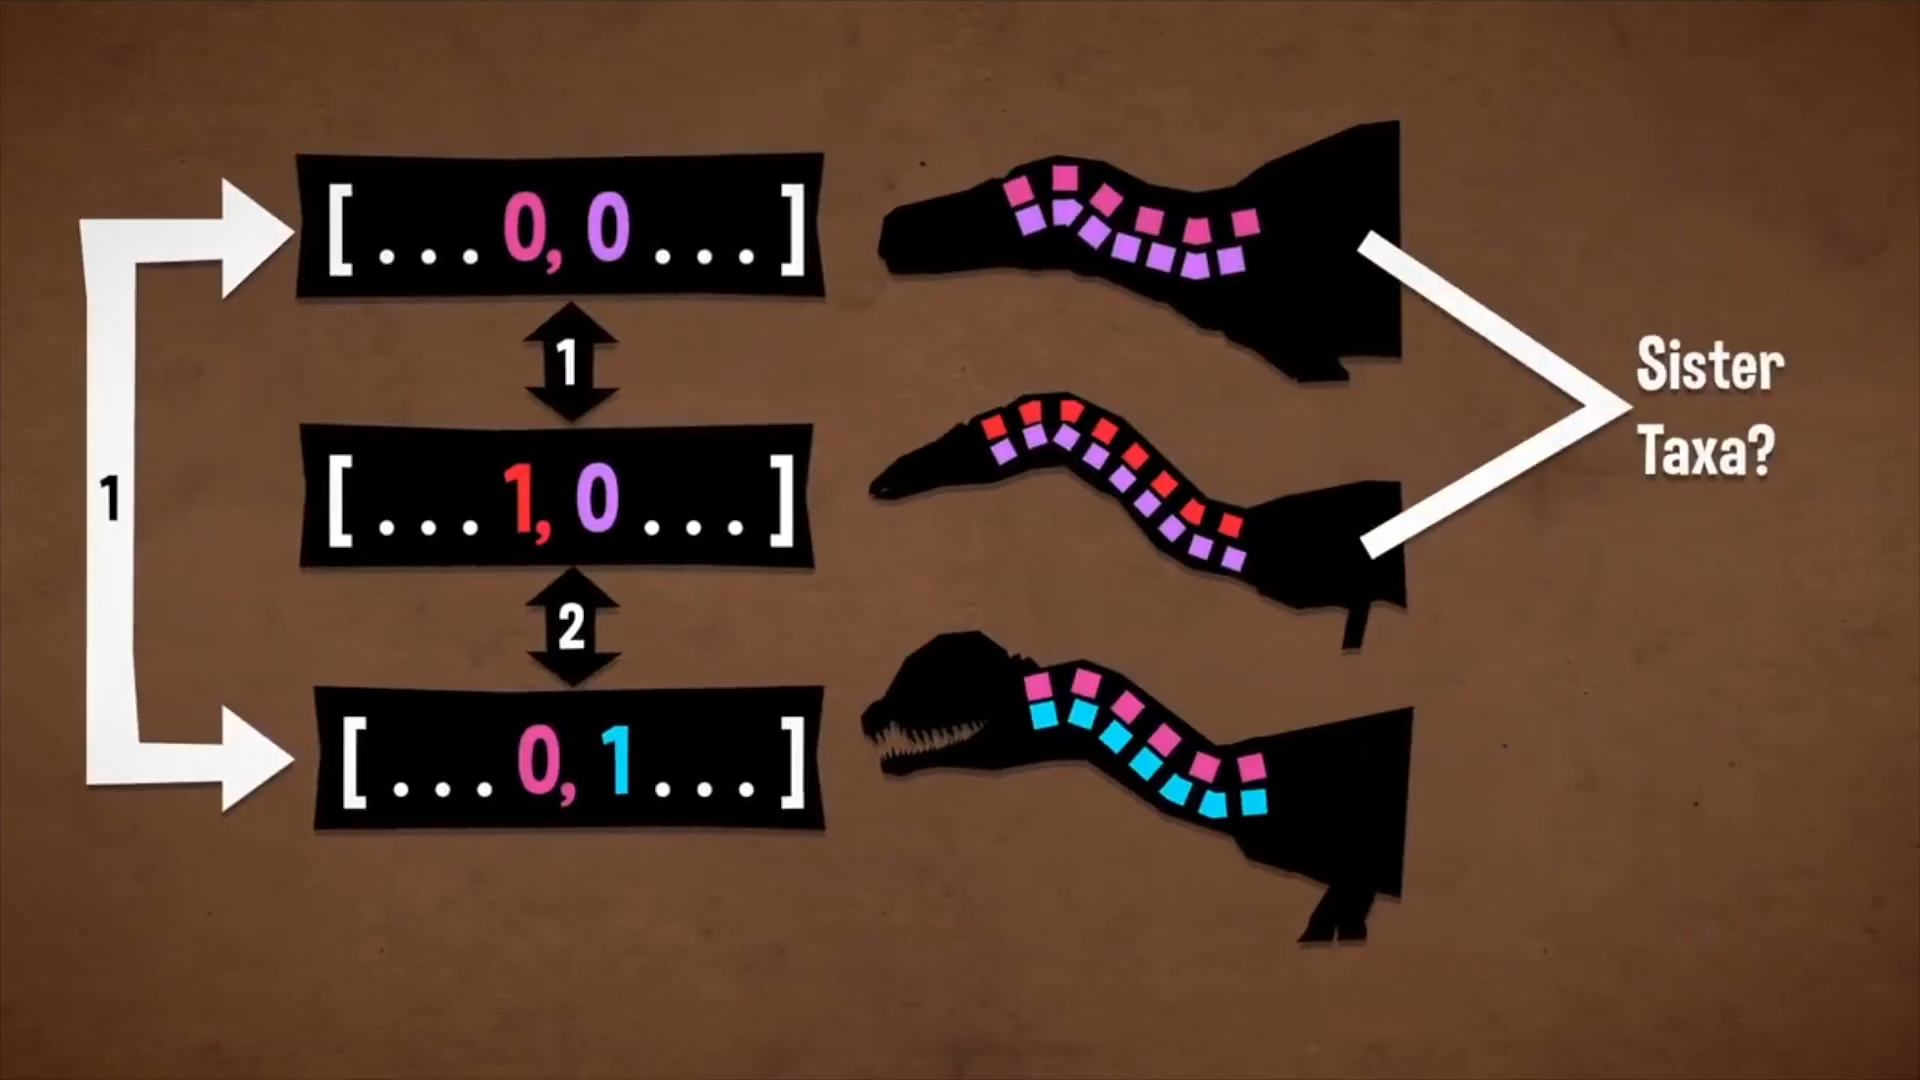 [... 0, 0 ...]
1
[... 1, 0 ...]
1
2
[... 0, 1 ...]
Sister
Taxa?